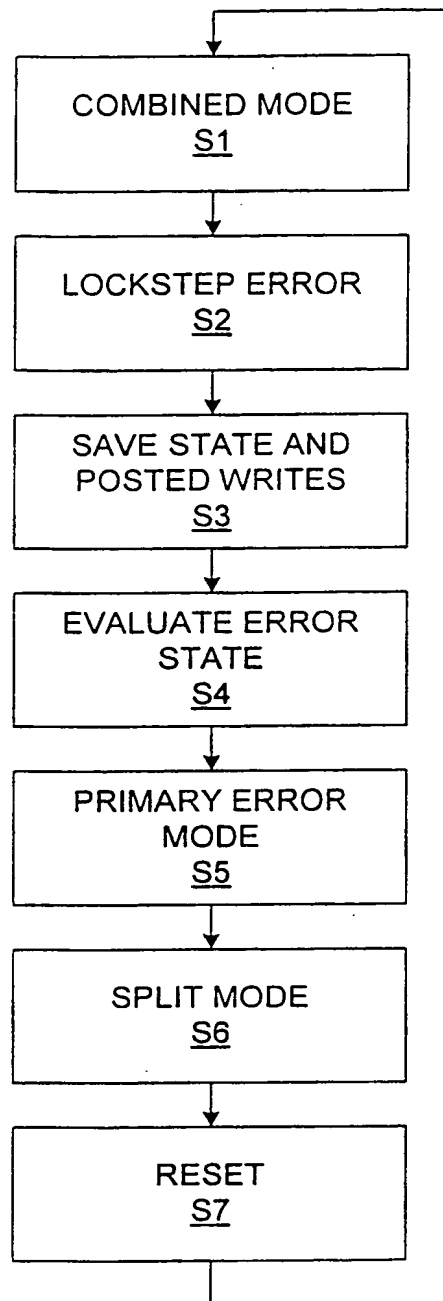 COMBINED MODE
S1
LOCKSTEP ERROR
S2
SAVE STATE AND
POSTED WRITES
S3
EVALUATE ERROR
STATE
S4
PRIMARY ERROR
MODE
S5
SPLIT MODE
S6
RESET
S7